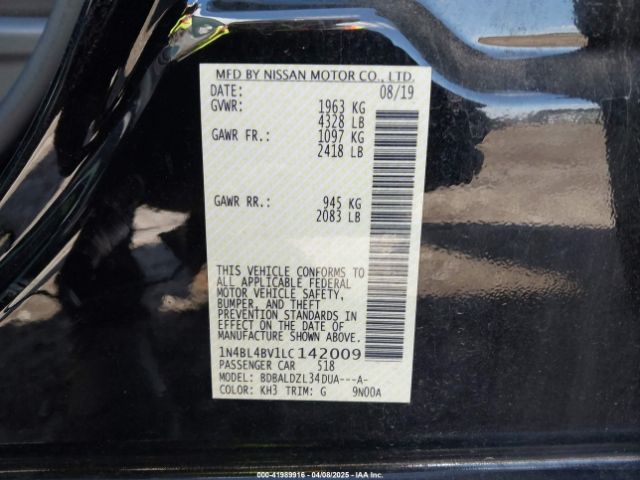 MFD BY NISSAN MOTOR CO., LTD.
DATE: 08/19
GVWR: 1963 KG
4328 LB
GAWR FR.: 1097 KG
2418 LB
GAWR RR.: 945 KG
2083 LB
THIS VEHICLE CONFORMS TO
ALL APPLICABLE FEDERAL
MOTOR VEHICLE SAFETY,
BUMPER, AND THEFT
PREVENTION STANDARDS IN
EFFECT ON THE DATE OF
MANUFACTURE SHOWN ABOVE.
1N4BL4BV1LC142009
PASSENGER CAR 518
MODEL: BDBALDZL34DUA---A-
COLOR: KH3 TRIM: G 9N00A
000-41989916 - 04/08/2025 - IAAI.COM